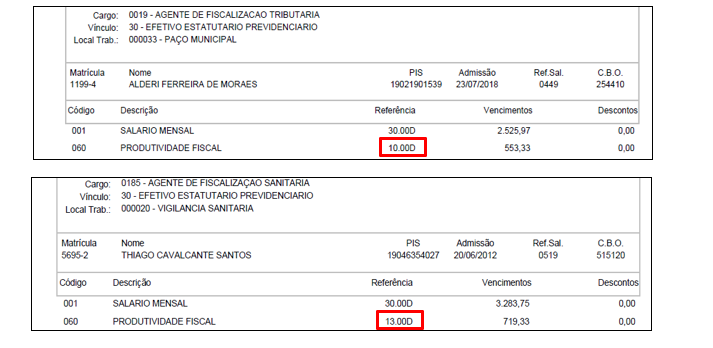 Cargo: 0019 - AGENTE DE FISCALIZACAO TRIBUTARIA
Vínculo: 30 - EFETIVO ESTATUTARIO PREVIDENCIARIO
Local Trab.: 000033 - PAÇO MUNICIPAL
Matrícula Nome PIS Admissão Ref.Sal. C.B.O.
1199-4 ALDERI FERREIRA DE MORAES 19021901539 23/07/2018 0449 254410
Código Descrição Referência Vencimentos Descontos
001 SALARIO MENSAL 30.00D 2.525,97 0,00
060 PRODUTIVIDADE FISCAL 10.00D 553,33 0,00
Cargo: 0185 - AGENTE DE FISCALIZAÇAO SANITARIA
Vínculo: 30 - EFETIVO ESTATUTARIO PREVIDENCIARIO
Local Trab.: 000020 - VIGILANCIA SANITARIA
Matrícula Nome PIS Admissão Ref.Sal. C.B.O.
5695-2 THIAGO CAVALCANTE SANTOS 19046354027 20/06/2012 0519 515120
Código Descrição Referência Vencimentos Descontos
001 SALARIO MENSAL 30.00D 3.283,75 0,00
060 PRODUTIVIDADE FISCAL 13.00D 719,33 0,00